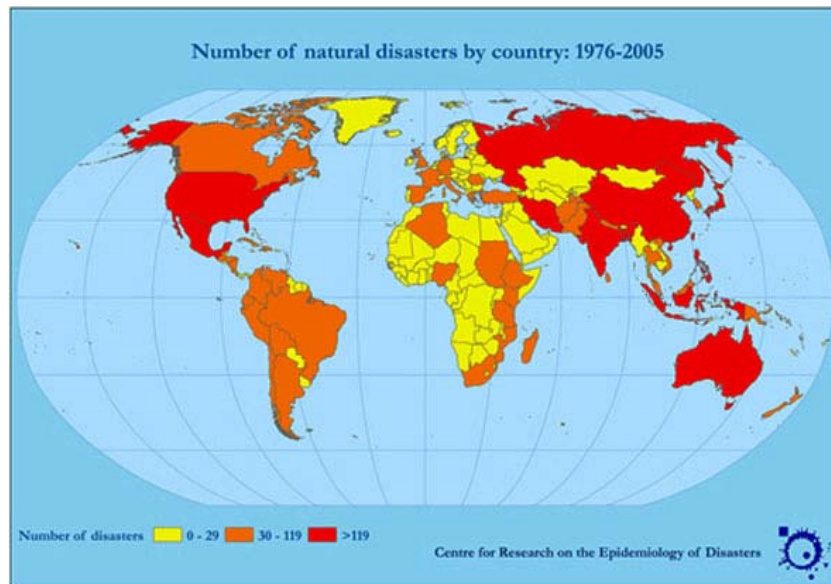 Number of natural disasters by country: 1976-2005
Number of disasters 0 - 29 30 - 119 >119
Centre for Research on the Epidemiology of Disasters